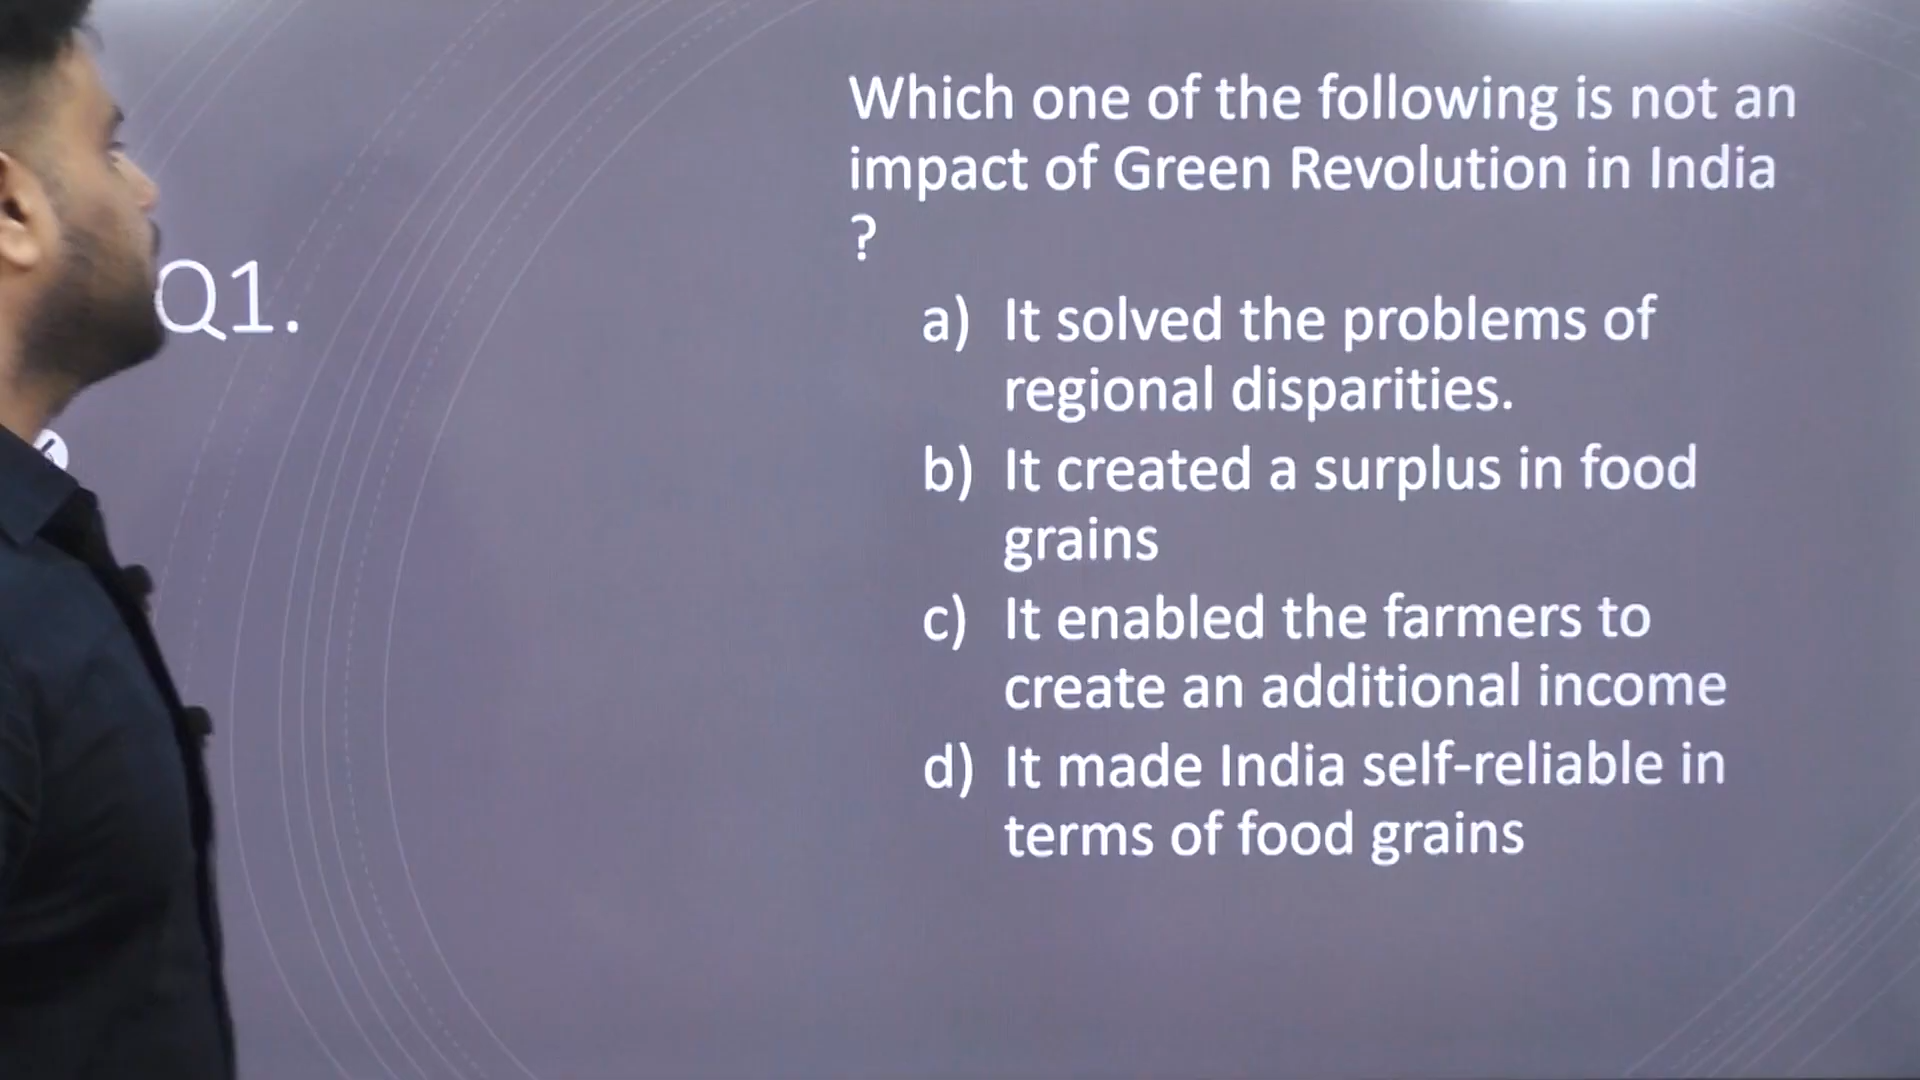 Which one of the following is not an
impact of Green Revolution in India
?
Q1.
a) It solved the problems of
regional disparities.
b) It created a surplus in food
grains
c) It enabled the farmers to
create an additional income
d) It made India self-reliable in
terms of food grains